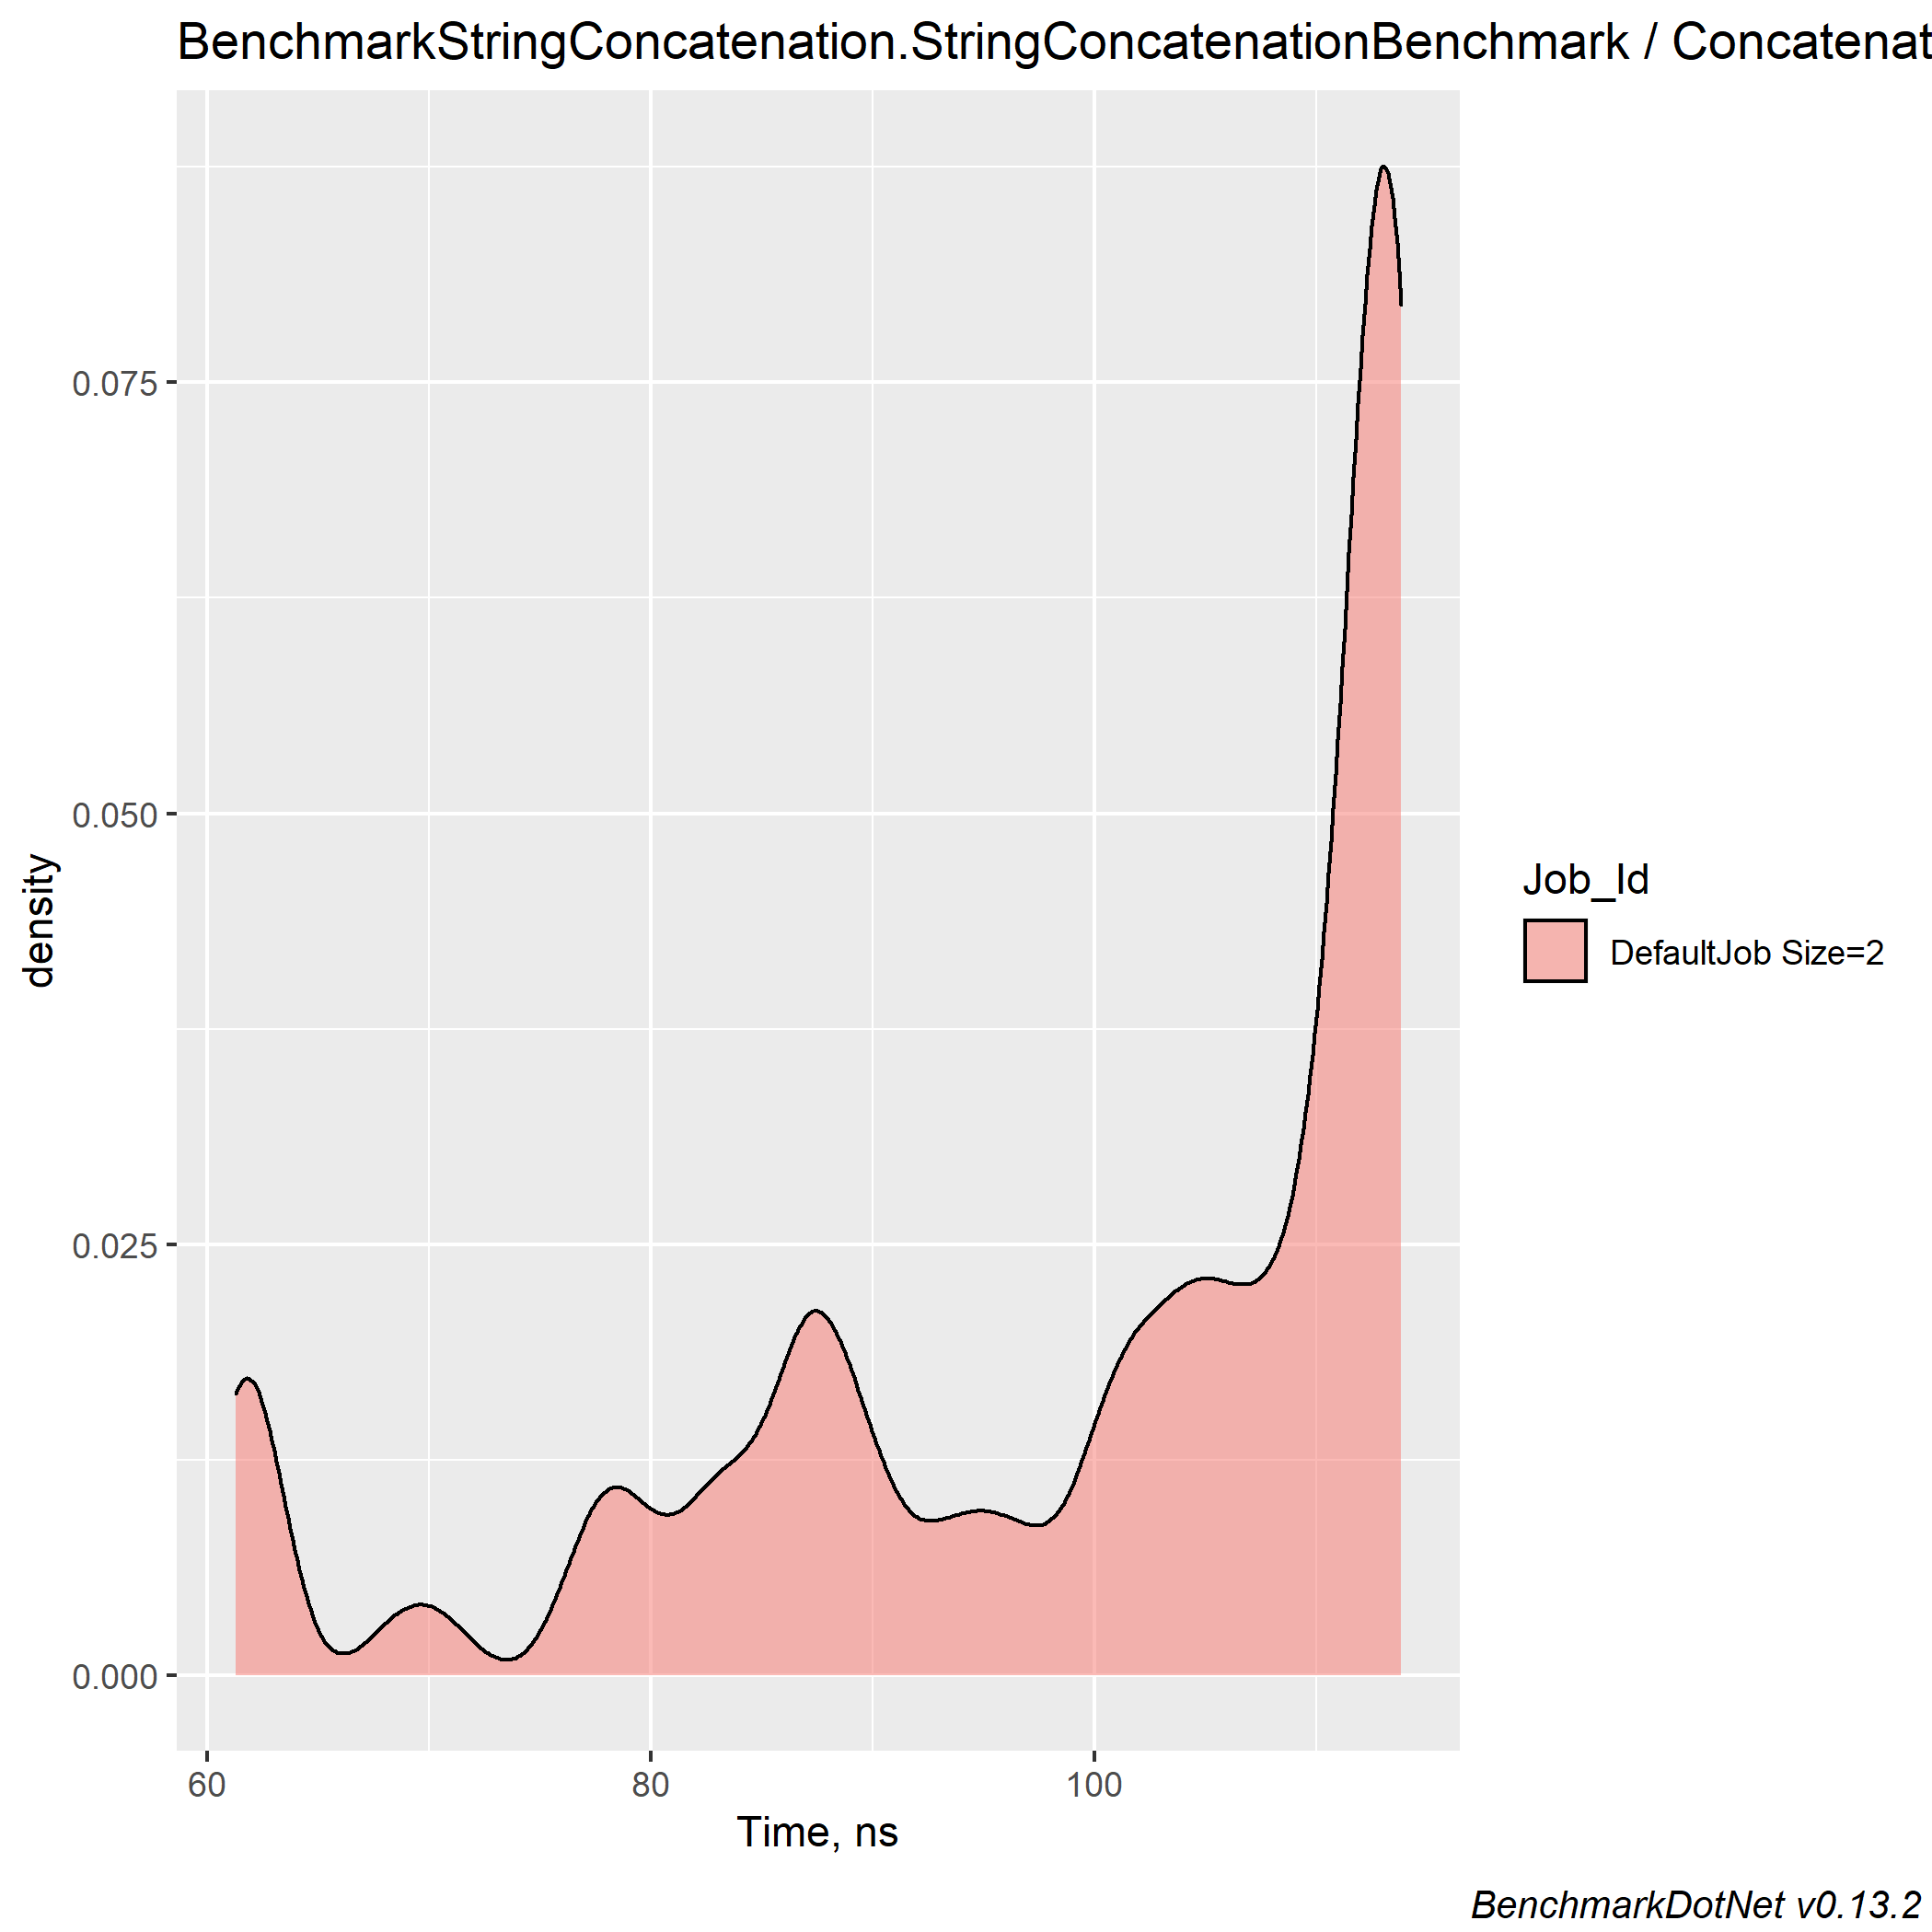 BenchmarkStringConcatenation.StringConcatenationBenchmark / Concatenat
0.075
0.050
0.025
0.000
density
60 80 100
Time, ns
Job_Id
DefaultJob Size=2
BenchmarkDotNet v0.13.2